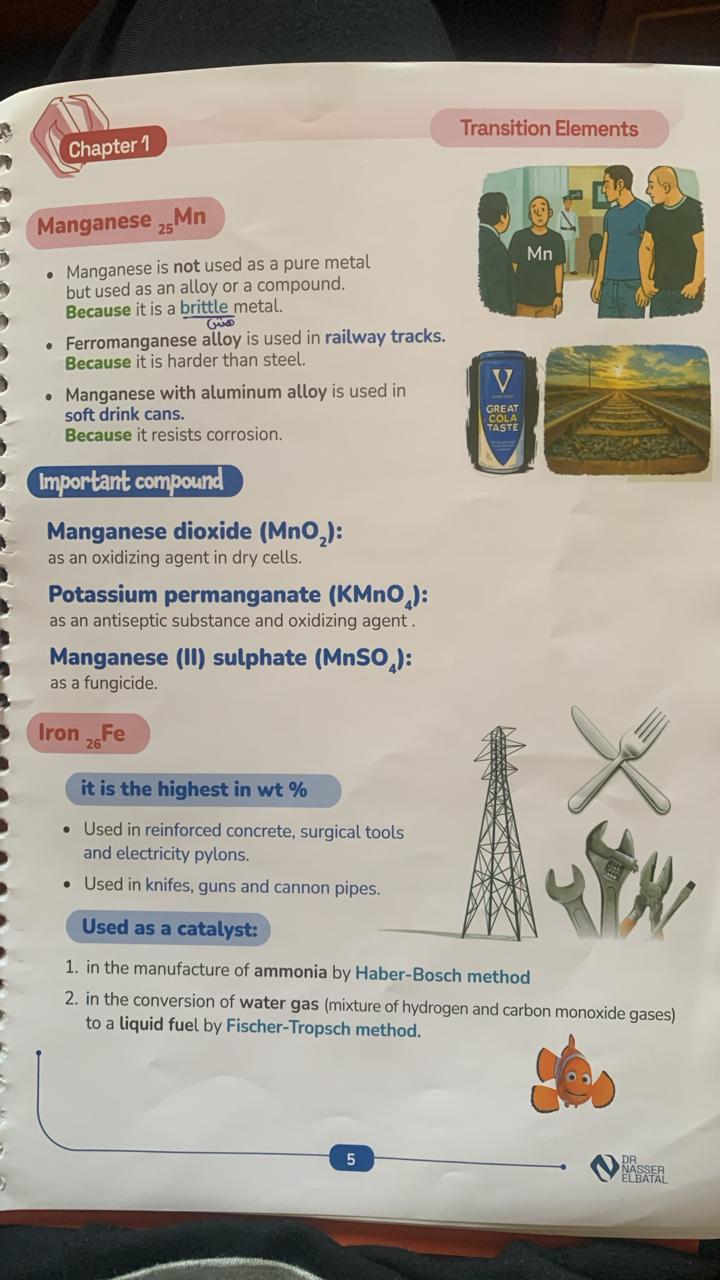 Chapter 1
Transition Elements
Manganese ₂₅Mn
• Manganese is not used as a pure metal
but used as an alloy or a compound.
Because it is a brittle metal.
هش
Mn
• Ferromanganese alloy is used in railway tracks.
Because it is harder than steel.
• Manganese with aluminum alloy is used in
soft drink cans.
Because it resists corrosion.
V
GREAT
COLA
TASTE
Important compound
Manganese dioxide (MnO₂):
as an oxidizing agent in dry cells.
Potassium permanganate (KMnO₄):
as an antiseptic substance and oxidizing agent .
Manganese (II) sulphate (MnSO₄):
as a fungicide.
Iron ₂₆Fe
it is the highest in wt %
• Used in reinforced concrete, surgical tools
and electricity pylons.
• Used in knifes, guns and cannon pipes.
Used as a catalyst:
1. in the manufacture of ammonia by Haber-Bosch method
2. in the conversion of water gas (mixture of hydrogen and carbon monoxide gases)
to a liquid fuel by Fischer-Tropsch method.
5
DR
NASSER
ELBATAL